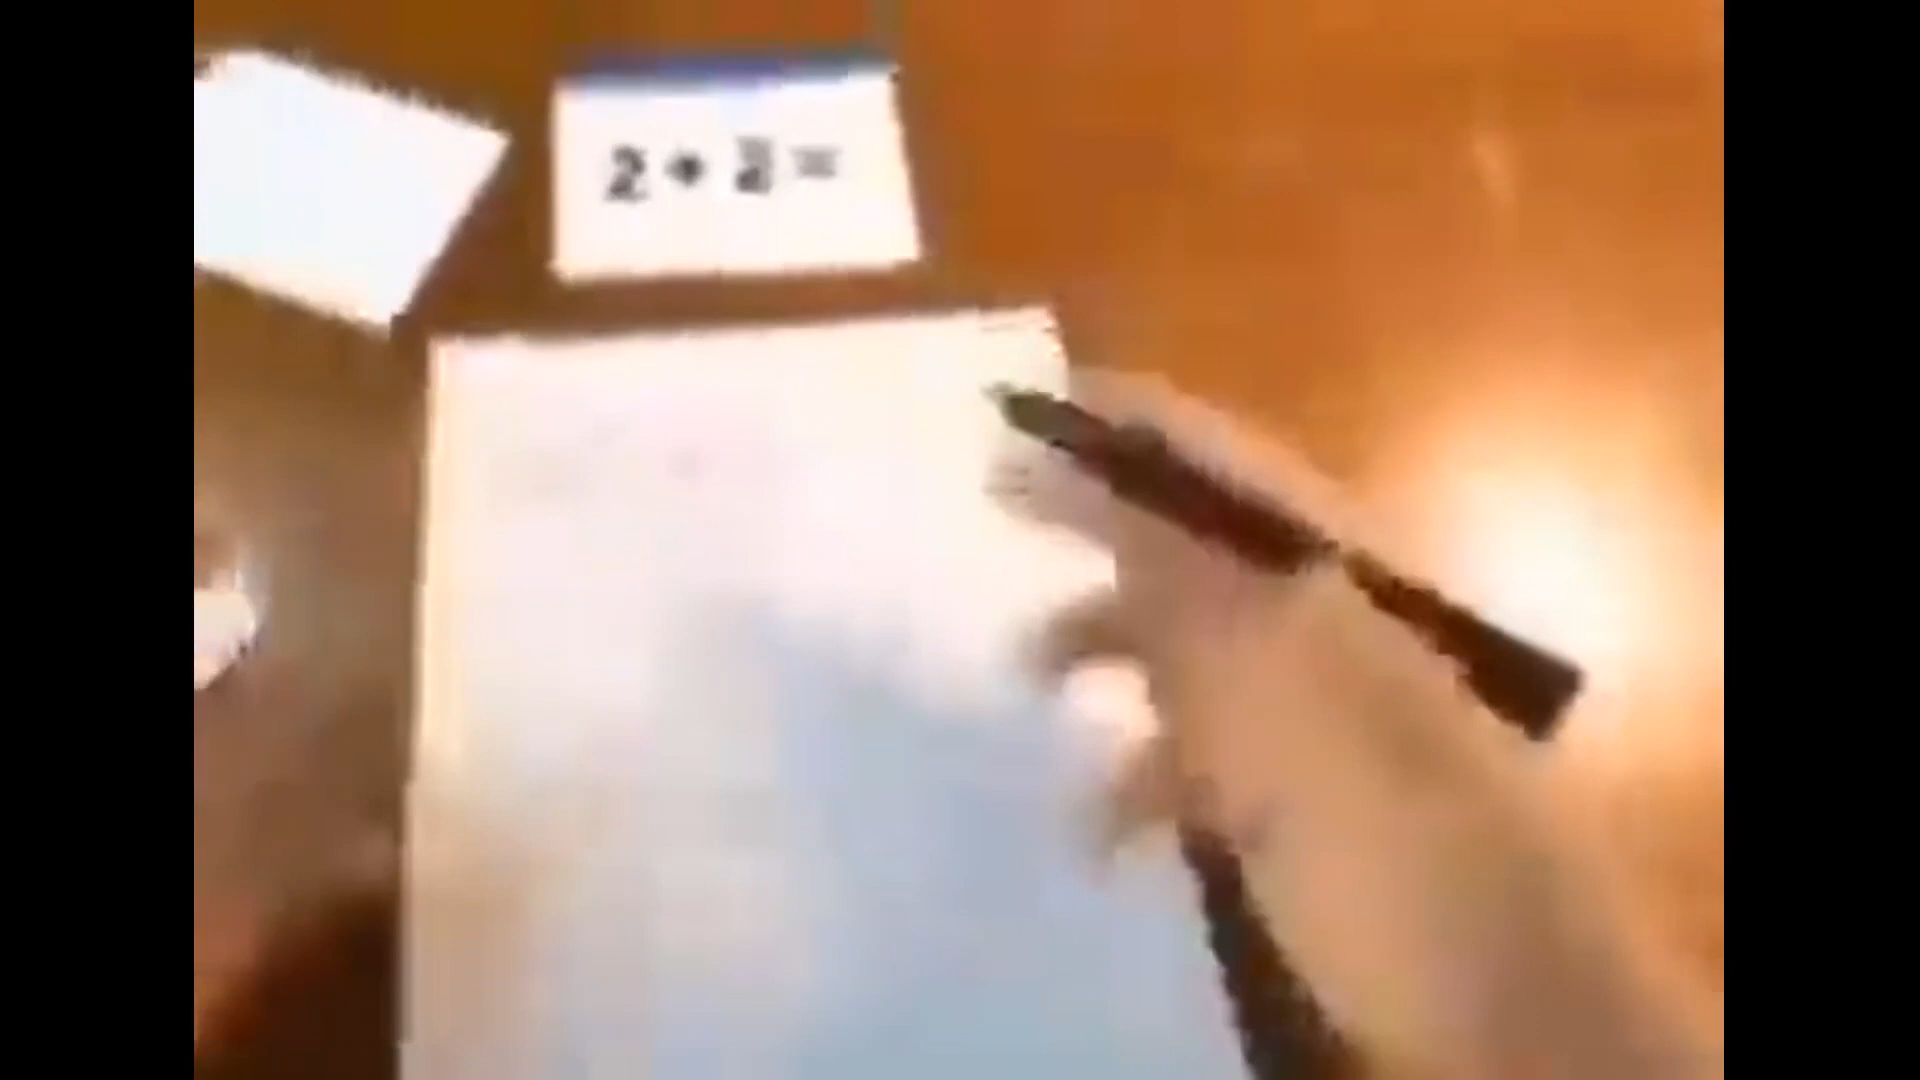 2 + 2 =